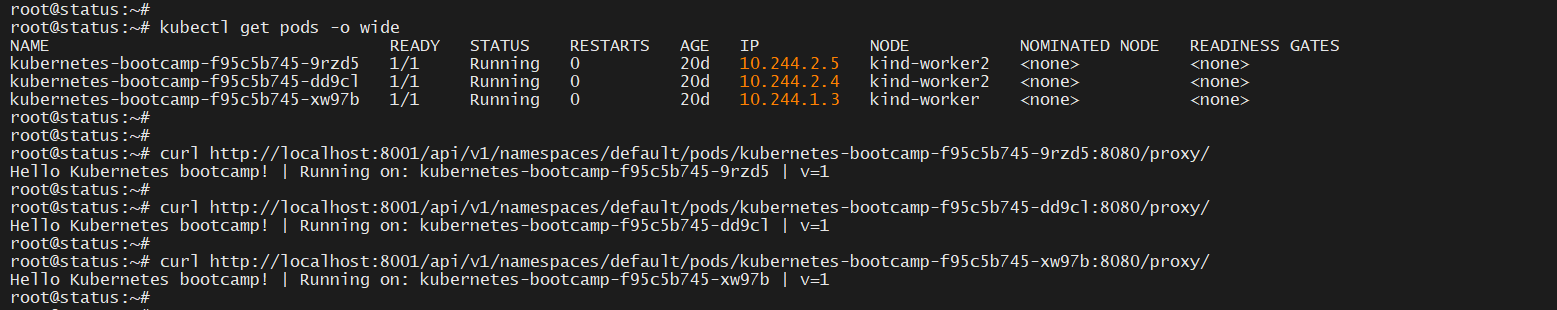 root@status:~#
root@status:~# kubectl get pods -o wide
NAME                                  READY   STATUS    RESTARTS   AGE   IP           NODE           NOMINATED NODE   READINESS GATES
kubernetes-bootcamp-f95c5b745-9rzd5   1/1     Running   0          20d   10.244.2.5   kind-worker2   <none>           <none>
kubernetes-bootcamp-f95c5b745-dd9cl   1/1     Running   0          20d   10.244.2.4   kind-worker2   <none>           <none>
kubernetes-bootcamp-f95c5b745-xw97b   1/1     Running   0          20d   10.244.1.3   kind-worker    <none>           <none>
root@status:~#
root@status:~#
root@status:~# curl http://localhost:8001/api/v1/namespaces/default/pods/kubernetes-bootcamp-f95c5b745-9rzd5:8080/proxy/
Hello Kubernetes bootcamp! | Running on: kubernetes-bootcamp-f95c5b745-9rzd5 | v=1
root@status:~#
root@status:~# curl http://localhost:8001/api/v1/namespaces/default/pods/kubernetes-bootcamp-f95c5b745-dd9cl:8080/proxy/
Hello Kubernetes bootcamp! | Running on: kubernetes-bootcamp-f95c5b745-dd9cl | v=1
root@status:~#
root@status:~# curl http://localhost:8001/api/v1/namespaces/default/pods/kubernetes-bootcamp-f95c5b745-xw97b:8080/proxy/
Hello Kubernetes bootcamp! | Running on: kubernetes-bootcamp-f95c5b745-xw97b | v=1
root@status:~#